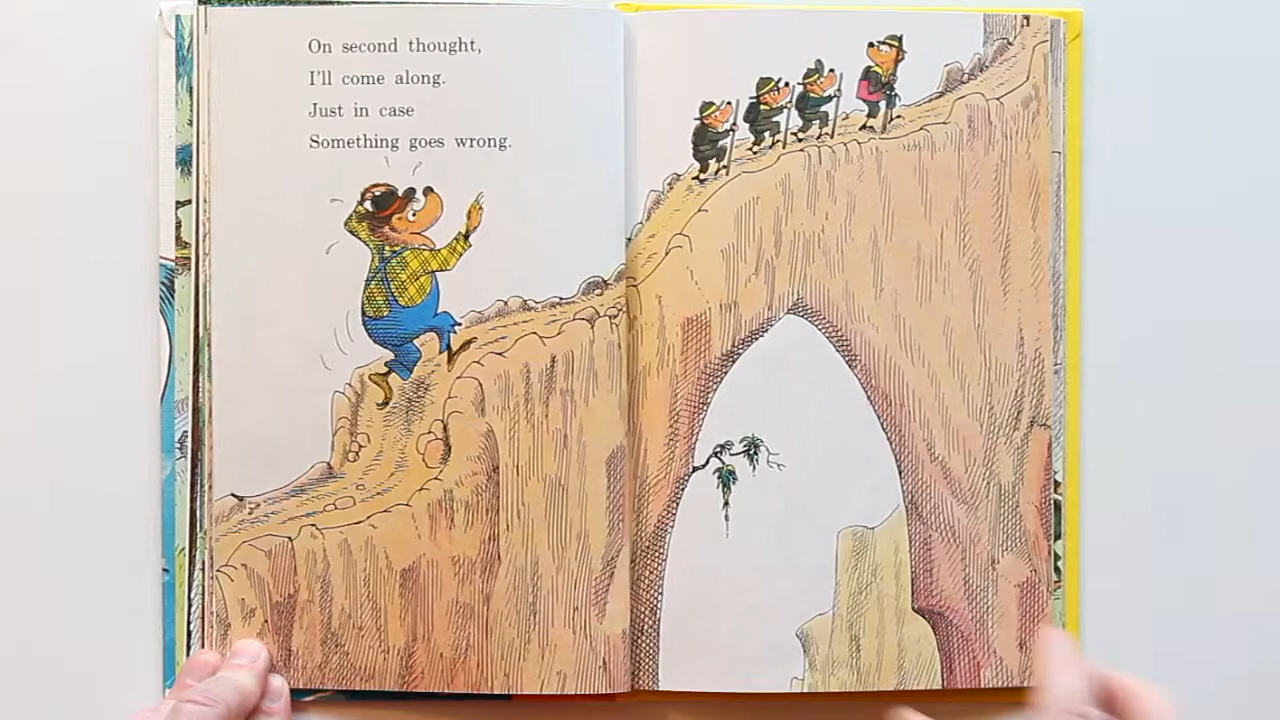 On second thought,
I'll come along.
Just in case
Something goes wrong.